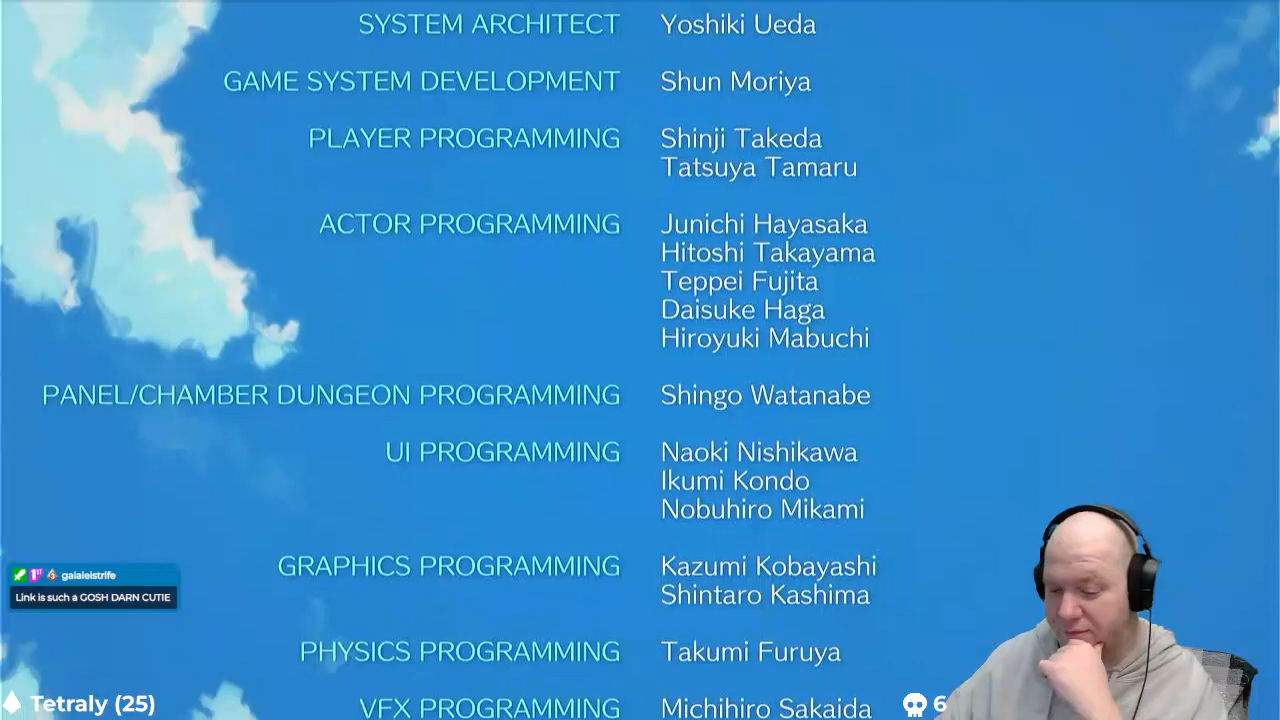 SYSTEM ARCHITECT Yoshiki Ueda
GAME SYSTEM DEVELOPMENT Shun Moriya
PLAYER PROGRAMMING Shinji Takeda
Tatsuya Tamaru
ACTOR PROGRAMMING Junichi Hayasaka
Hitoshi Takayama
Teppei Fujita
Daisuke Haga
Hiroyuki Mabuchi
PANEL/CHAMBER DUNGEON PROGRAMMING Shingo Watanabe
UI PROGRAMMING Naoki Nishikawa
Ikumi Kondo
Nobuhiro Mikami
GRAPHICS PROGRAMMING Kazumi Kobayashi
Shintaro Kashima
PHYSICS PROGRAMMING Takumi Furuya
VFX PROGRAMMING Michihiro Sakaida
1ST galaleistrife
Link is such a GOSH DARN CUTIE
Tetraly (25)
6